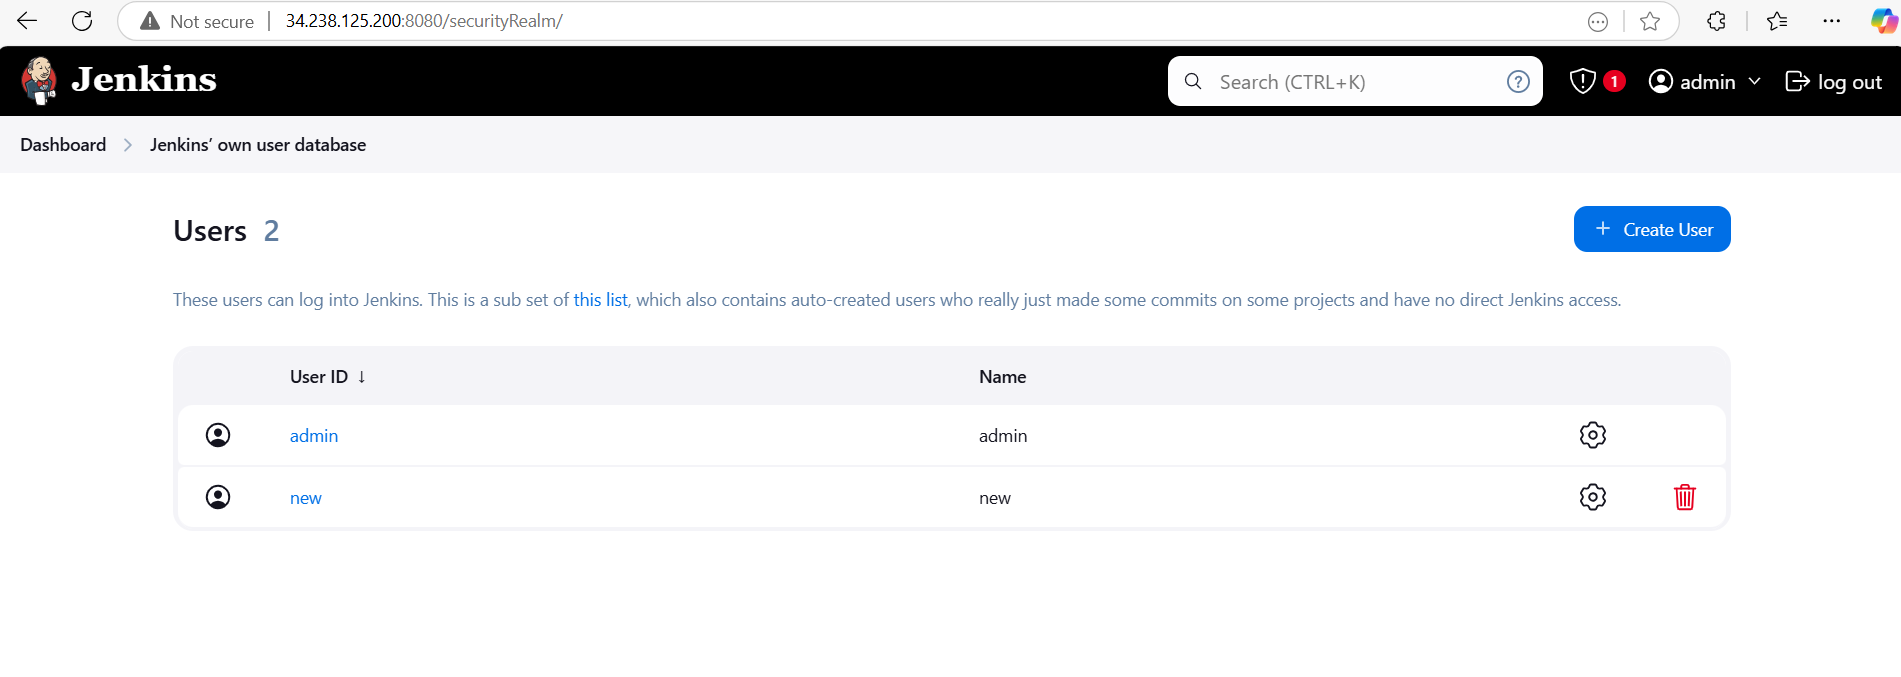 Not secure 34.238.125.200:8080/securityRealm/
Jenkins Search (CTRL+K) ? 1 admin log out
Dashboard Jenkins’ own user database
Users 2 + Create User
These users can log into Jenkins. This is a sub set of this list, which also contains auto-created users who really just made some commits on some projects and have no direct Jenkins access.
User ID ↓ Name
admin admin
new new